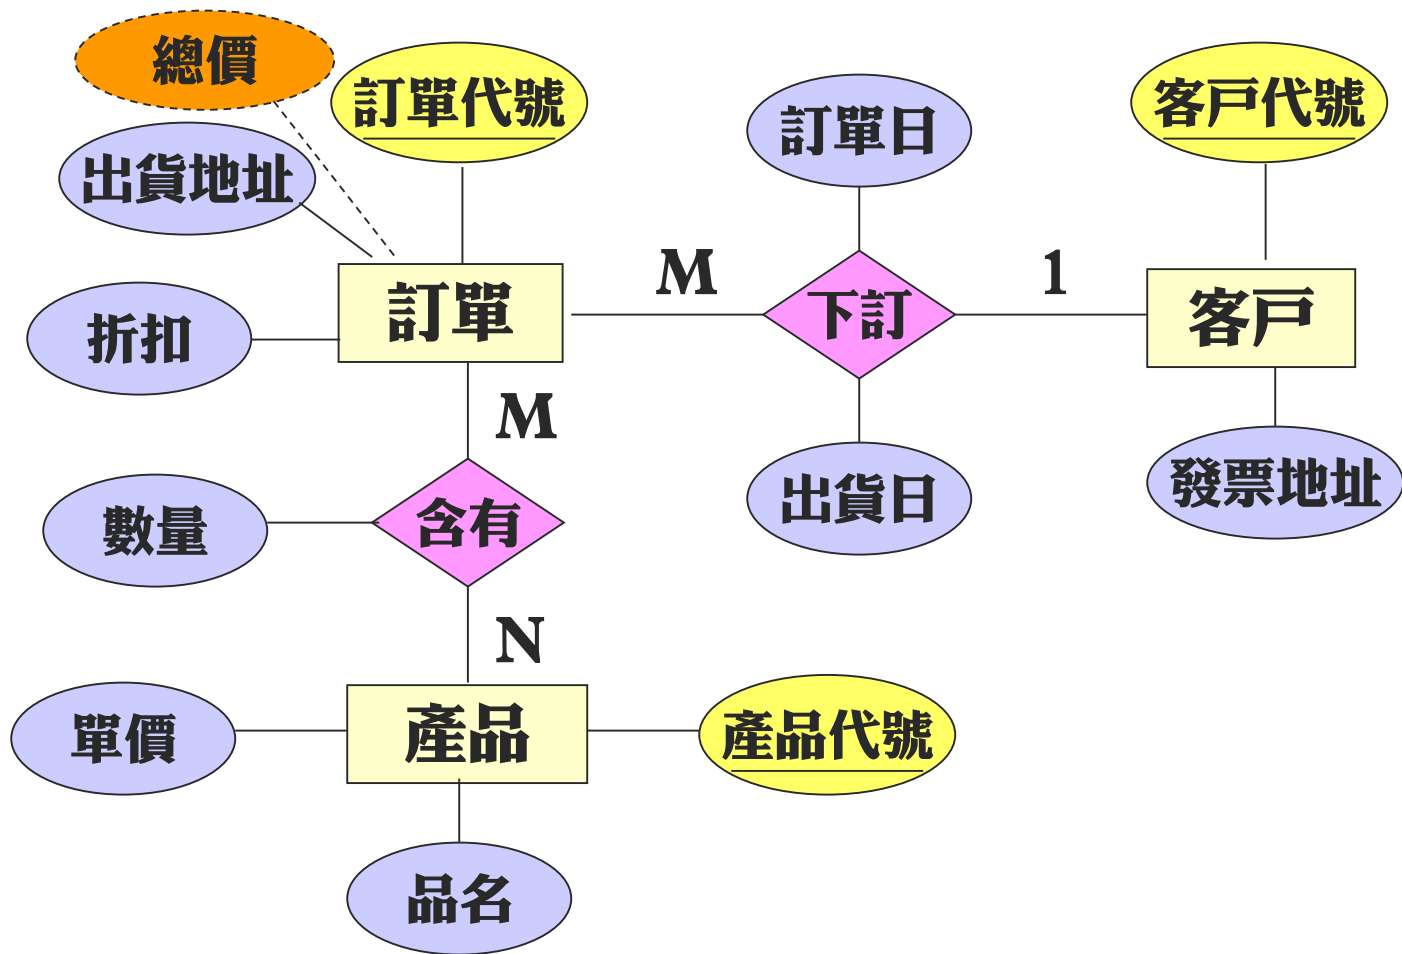 總價
訂單代號
客戶代號
訂單日
出貨地址
M
1
訂單
下訂
客戶
折扣
M
發票地址
出貨日
數量
含有
N
單價
產品
產品代號
品名